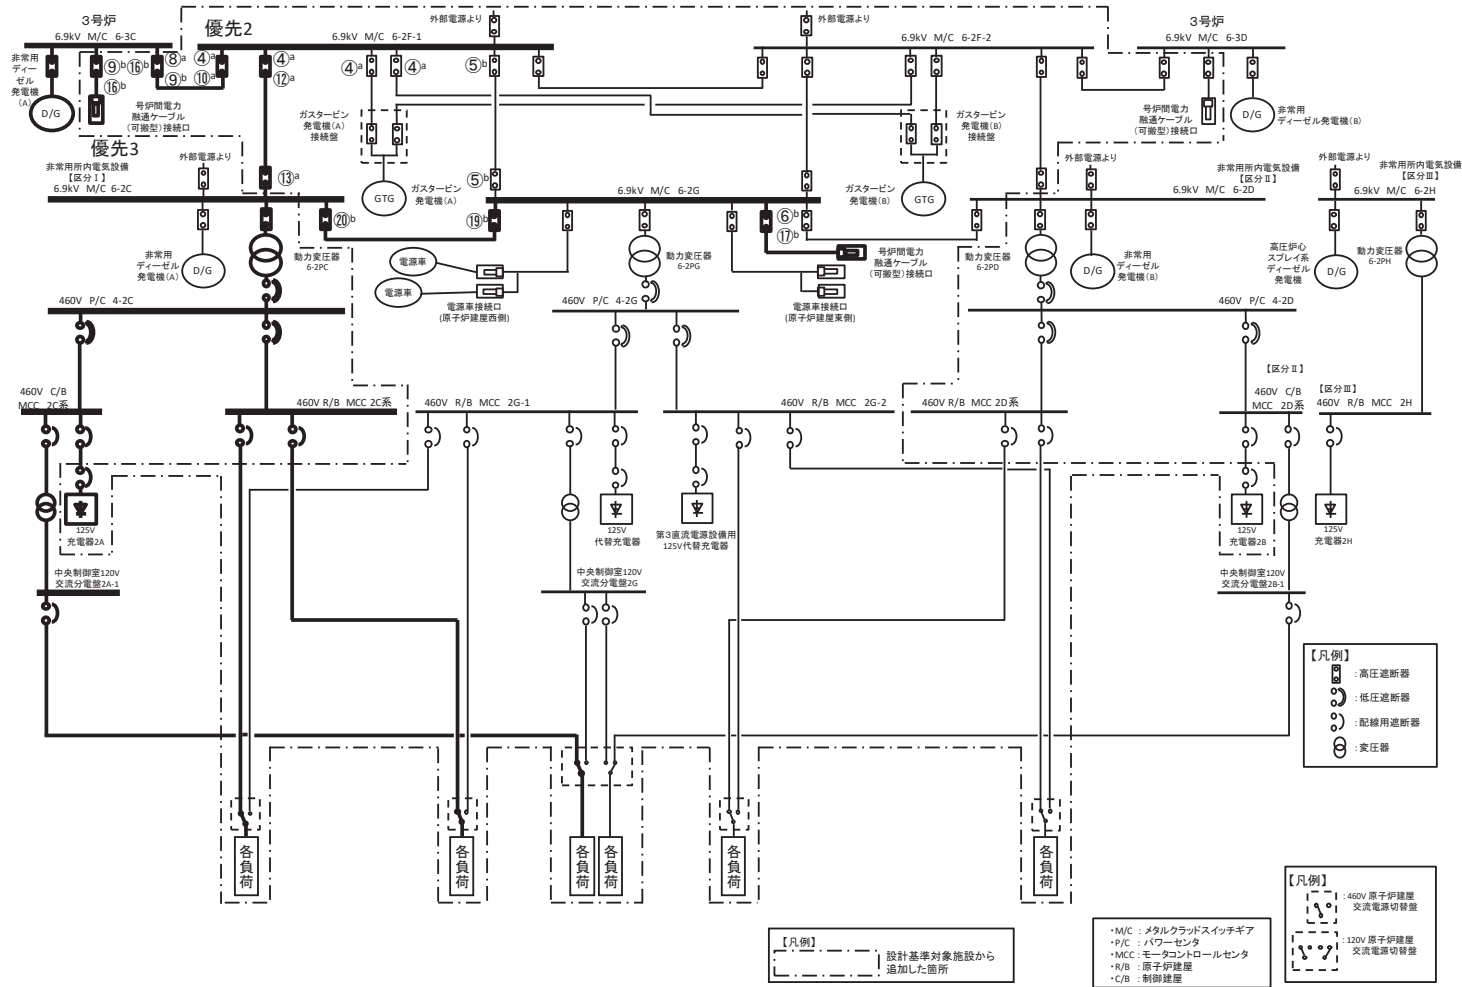 3号炉
6.9kV M/C 6-3C
優先2
6.9kV M/C 6-2F-1
外部電源より
外部電源より
6.9kV M/C 6-2F-2
3号炉
6.9kV M/C 6-3D
非常用
ディー
ゼル
発電機
(A)
D/G
⑨ᵇ⑯ᵇ
⑯ᵇ
⑧ᵃ
⑨ᵇ
④ᵃ
⑩ᵃ
④ᵃ
⑫ᵃ
④ᵃ
④ᵃ
⑤ᵇ
号炉間電力
融通ケーブル
(可搬型)接続口
ガスタービン
発電機(A)
接続盤
ガスタービン
発電機(B)
接続盤
号炉間電力
融通ケーブル
(可搬型)接続口
D/G
非常用
ディーゼル発電機(B)
優先3
非常用所内電気設備
【区分Ⅰ】
6.9kV M/C 6-2C
外部電源より
⑬ᵃ
GTG
ガスタービン
発電機(A)
⑤ᵇ
6.9kV M/C 6-2G
ガスタービン
発電機(B)
GTG
外部電源より
非常用所内電気設備
【区分Ⅱ】
6.9kV M/C 6-2D
外部電源より
非常用所内電気設備
【区分Ⅲ】
6.9kV M/C 6-2H
⑳ᵇ
⑲ᵇ
⑥ᵇ
⑰ᵇ
非常用
ディーゼル
発電機(A)
D/G
動力変圧器
6-2PC
電源車
電源車
電源車接続口
(原子炉建屋西側)
動力変圧器
6-2PG
号炉間電力
融通ケーブル
(可搬型)接続口
電源車接続口
(原子炉建屋東側)
動力変圧器
6-2PD
D/G
非常用
ディーゼル
発電機(B)
高圧炉心
スプレイ系
ディーゼル
発電機
D/G
動力変圧器
6-2PH
460V P/C 4-2C
460V P/C 4-2G
460V P/C 4-2D
460V C/B
MCC 2C系
460V R/B MCC 2C系
460V R/B MCC 2G-1
460V R/B MCC 2G-2
460V R/B MCC 2D系
【区分Ⅱ】
460V C/B
MCC 2D系
【区分Ⅲ】
460V R/B MCC 2H
125V
充電器2A
125V
代替充電器
第3直流電源設備用
125V代替充電器
125V
充電器2B
125V
充電器2H
中央制御室120V
交流分電盤2A-1
中央制御室120V
交流分電盤2G
中央制御室120V
交流分電盤2B-1
【凡例】
:高圧遮断器
:低圧遮断器
:配線用遮断器
:変圧器
各負荷
各負荷
各負荷
各負荷
各負荷
各負荷
【凡例】
設計基準対象施設から
追加した箇所
・M/C :メタルクラッドスイッチギア
・P/C :パワーセンタ
・MCC:モータコントロールセンタ
・R/B :原子炉建屋
・C/B :制御建屋
【凡例】
:460V 原子炉建屋
交流電源切替盤
:120V 原子炉建屋
交流電源切替盤